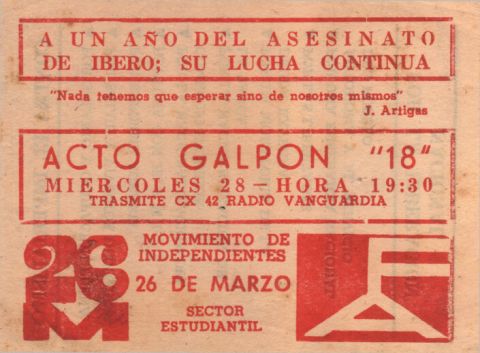 A UN AÑO DEL ASESINATO
DE IBERO; SU LUCHA CONTINUA
"Nada tenemos que esperar sino de nosotros mismos"
J. Artigas
ACTO GALPON "18"
MIERCOLES 28 - HORA 19:30
TRASMITE CX 42 RADIO VANGUARDIA
MOVIMIENTO DE
INDEPENDIENTES
26 DE MARZO
SECTOR
ESTUDIANTIL
26
M
FA